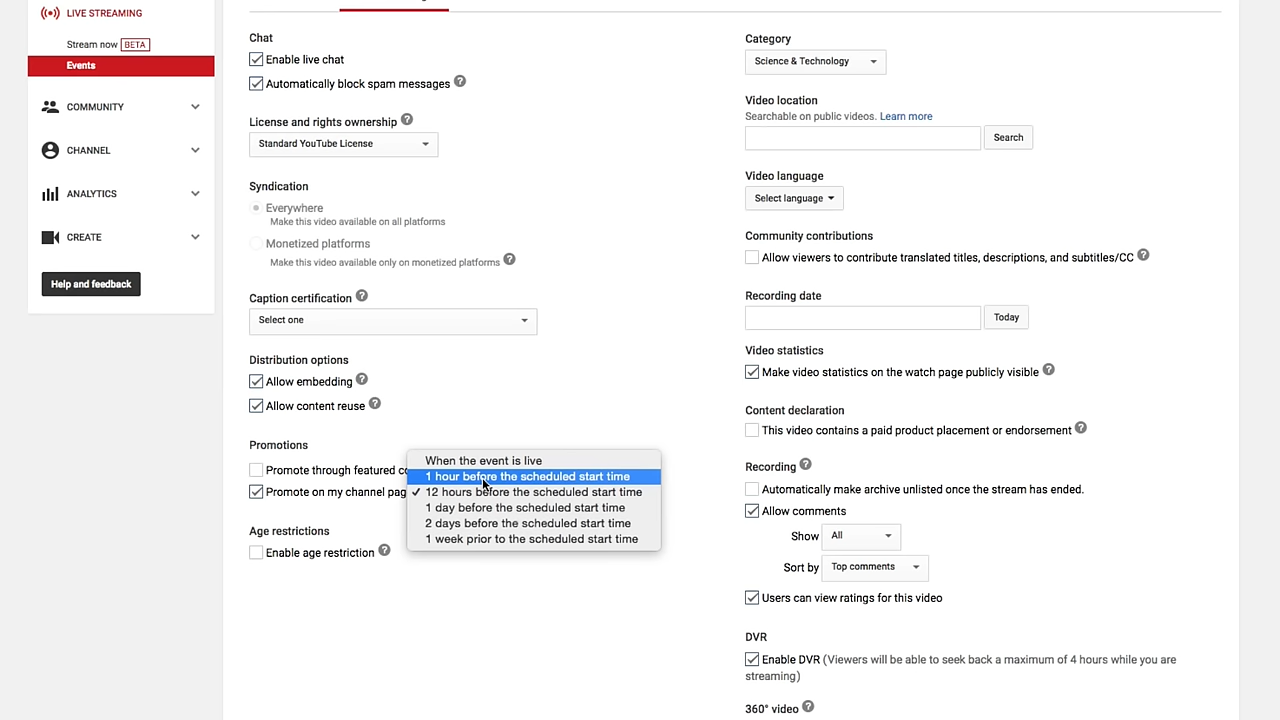 LIVE STREAMING
Stream now BETA
Events
COMMUNITY
CHANNEL
ANALYTICS
CREATE
Help and feedback
Chat
Enable live chat
Automatically block spam messages ?
License and rights ownership ?
Standard YouTube License
Syndication
Everywhere
Make this video available on all platforms
Monetized platforms
Make this video available only on monetized platforms ?
Caption certification ?
Select one
Distribution options
Allow embedding ?
Allow content reuse ?
Promotions
Promote through featured co
Promote on my channel pag
When the event is live
1 hour before the scheduled start time
12 hours before the scheduled start time
1 day before the scheduled start time
2 days before the scheduled start time
1 week prior to the scheduled start time
Age restrictions
Enable age restriction ?
Category
Science & Technology
Video location
Searchable on public videos. Learn more
Search
Video language
Select language
Community contributions
Allow viewers to contribute translated titles, descriptions, and subtitles/CC ?
Recording date
Today
Video statistics
Make video statistics on the watch page publicly visible ?
Content declaration
This video contains a paid product placement or endorsement ?
Recording ?
Automatically make archive unlisted once the stream has ended.
Allow comments
Show All
Sort by Top comments
Users can view ratings for this video
DVR
Enable DVR (Viewers will be able to seek back a maximum of 4 hours while you are
streaming)
360° video ?